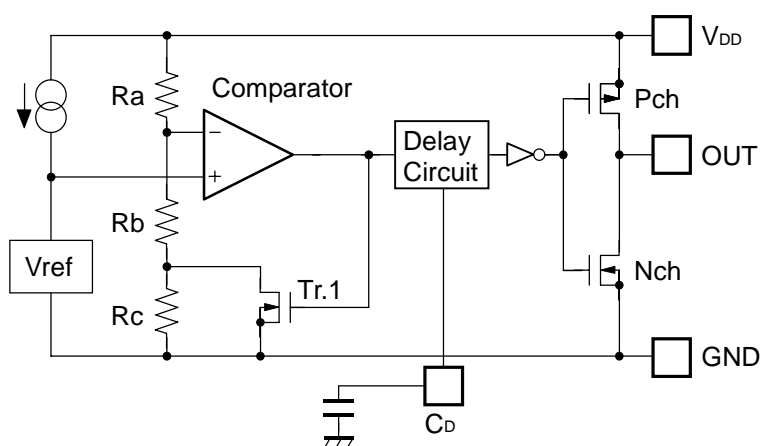 VDD
Ra
Comparator
Pch
−
Delay
Circuit
OUT
+
Rb
Vref
Tr.1
Nch
Rc
GND
CD